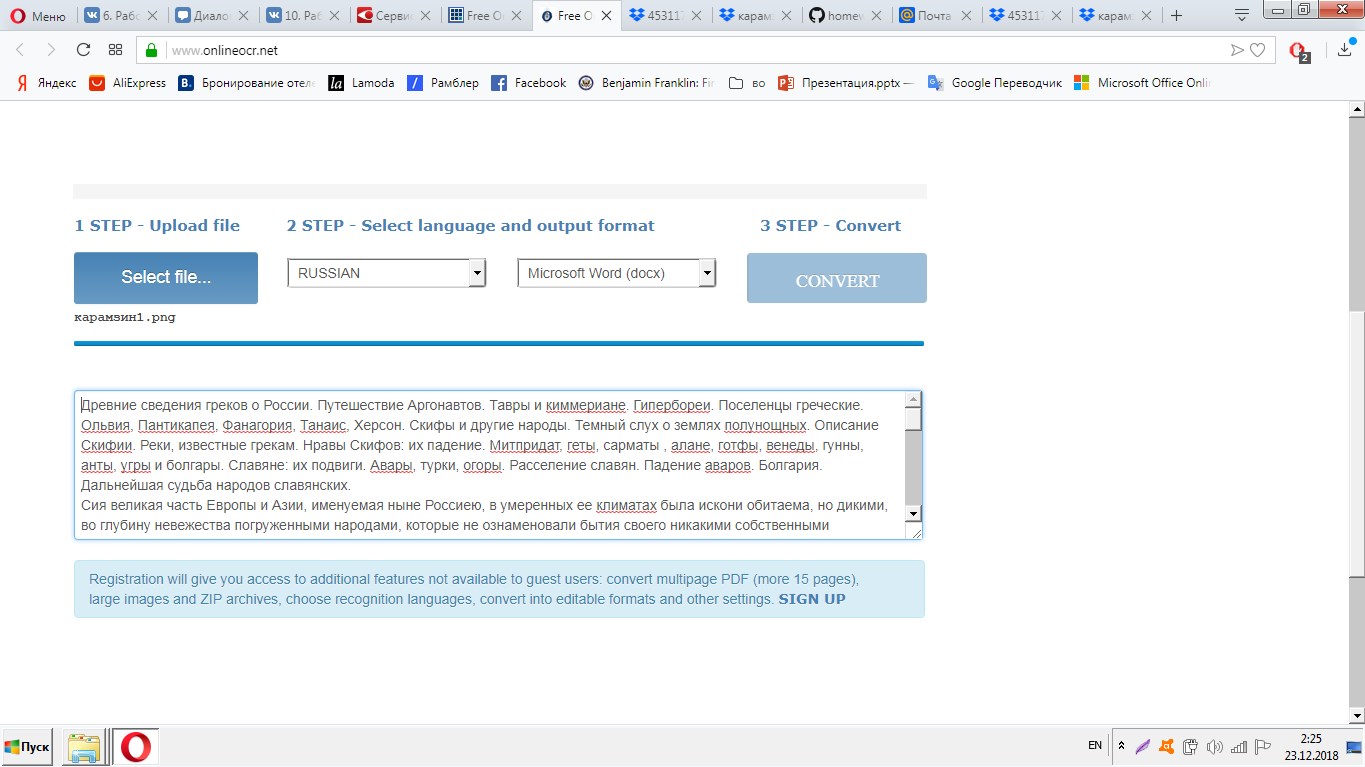 Меню
6. Рабо
Диалог
10. Раб
Сервис
Free O
Free O
45311
карам
homew
Почта
45311
карам
www.onlineocr.net
2
Яндекс
AliExpress
B. Бронирование отеле
la Lamoda
Рамблер
Facebook
Benjamin Franklin: Fir
во
Презентация.pptx —
Google Переводчик
Microsoft Office Onli
1 STEP - Upload file
2 STEP - Select language and output format
3 STEP - Convert
Select file...
RUSSIAN
Microsoft Word (docx)
CONVERT
карамзин1.png
Древние сведения греков о России. Путешествие Аргонавтов. Тавры и киммериане. Гипербореи. Поселенцы греческие.
Ольвия, Пантикапея, Фанагория, Танаис, Херсон. Скифы и другие народы. Темный слух о землях полунощных. Описание
Скифии. Реки, известные грекам. Нравы Скифов: их падение. Митпридат, геты, сарматы , алане, готфы, венеды, гунны,
анты, угры и болгары. Славяне: их подвиги. Авары, турки, огоры. Расселение славян. Падение аваров. Болгария.
Дальнейшая судьба народов славянских.
Сия великая часть Европы и Азии, именуемая ныне Россиею, в умеренных ее климатах была искони обитаема, но дикими,
во глубину невежества погруженными народами, которые не ознаменовали бытия своего никакими собственными
Registration will give you access to additional features not available to guest users: convert multipage PDF (more 15 pages),
large images and ZIP archives, choose recognition languages, convert into editable formats and other settings. SIGN UP
Пуск
EN
2:25
23.12.2018